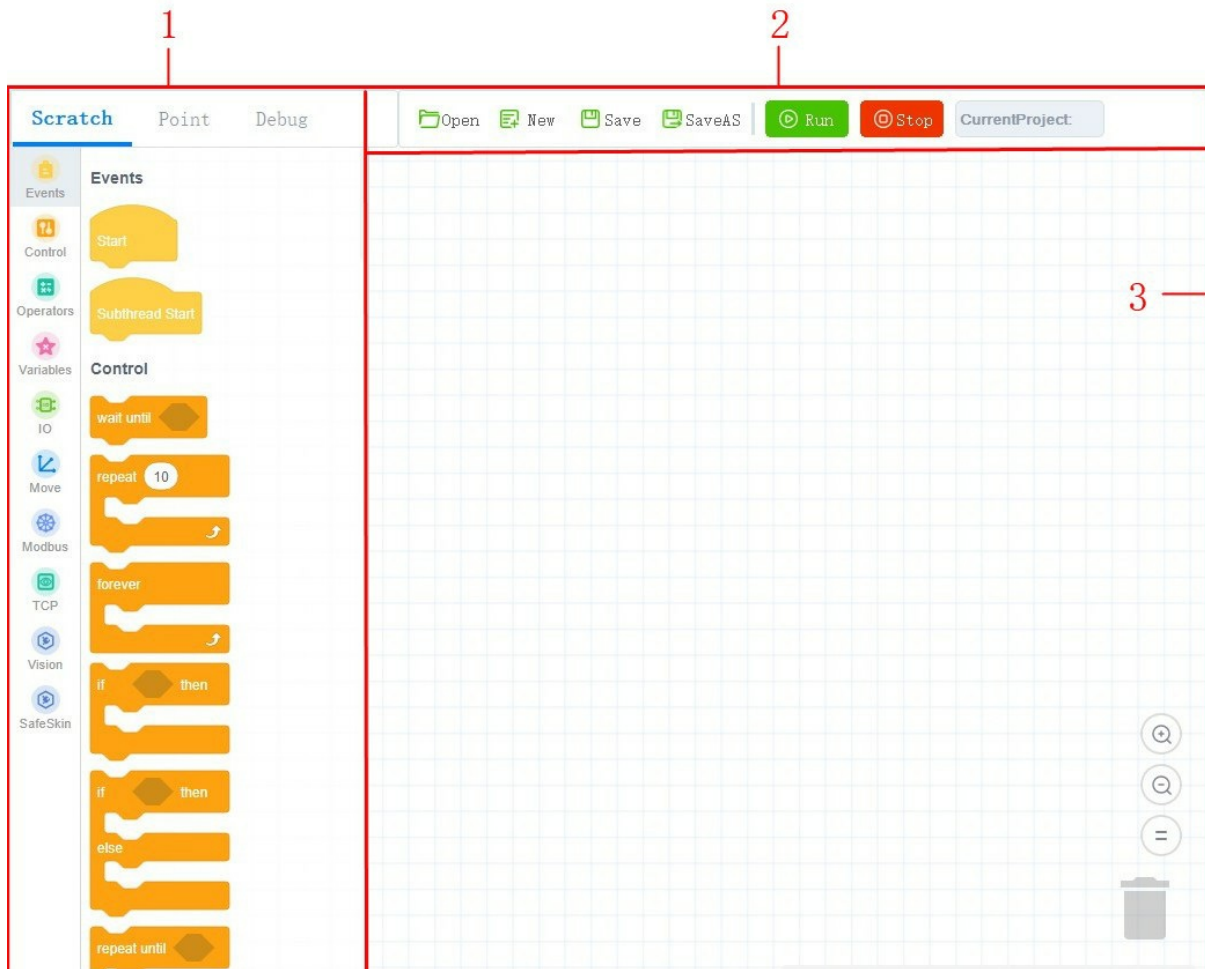 1
2
Scratch Point Debug
Open New Save SaveAS Run Stop CurrentProject:
Events
Control
Operators
Variables
IO
Move
Modbus
TCP
Vision
SafeSkin
Events
Start
Subthread Start
Control
wait until
repeat 10
forever
if then
if then
else
repeat until
3